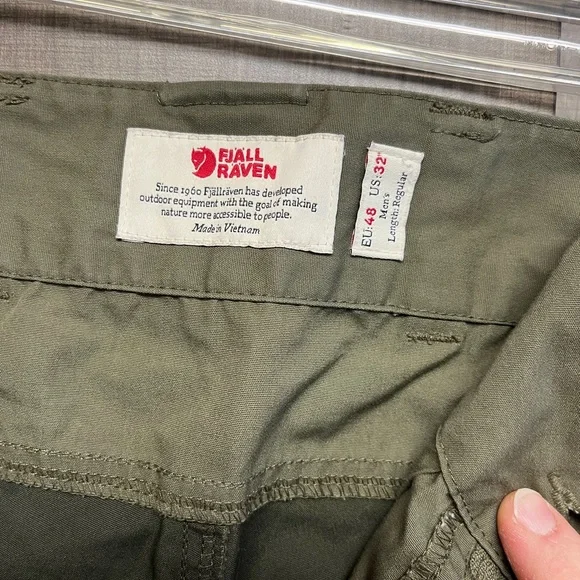 FJÄLL
RÄVEN
Since 1960 Fjällräven has developed
outdoor equipment with the goal of making
nature more accessible to people.
Made in Vietnam
EU:48 US:32"
Men's
Length: Regular